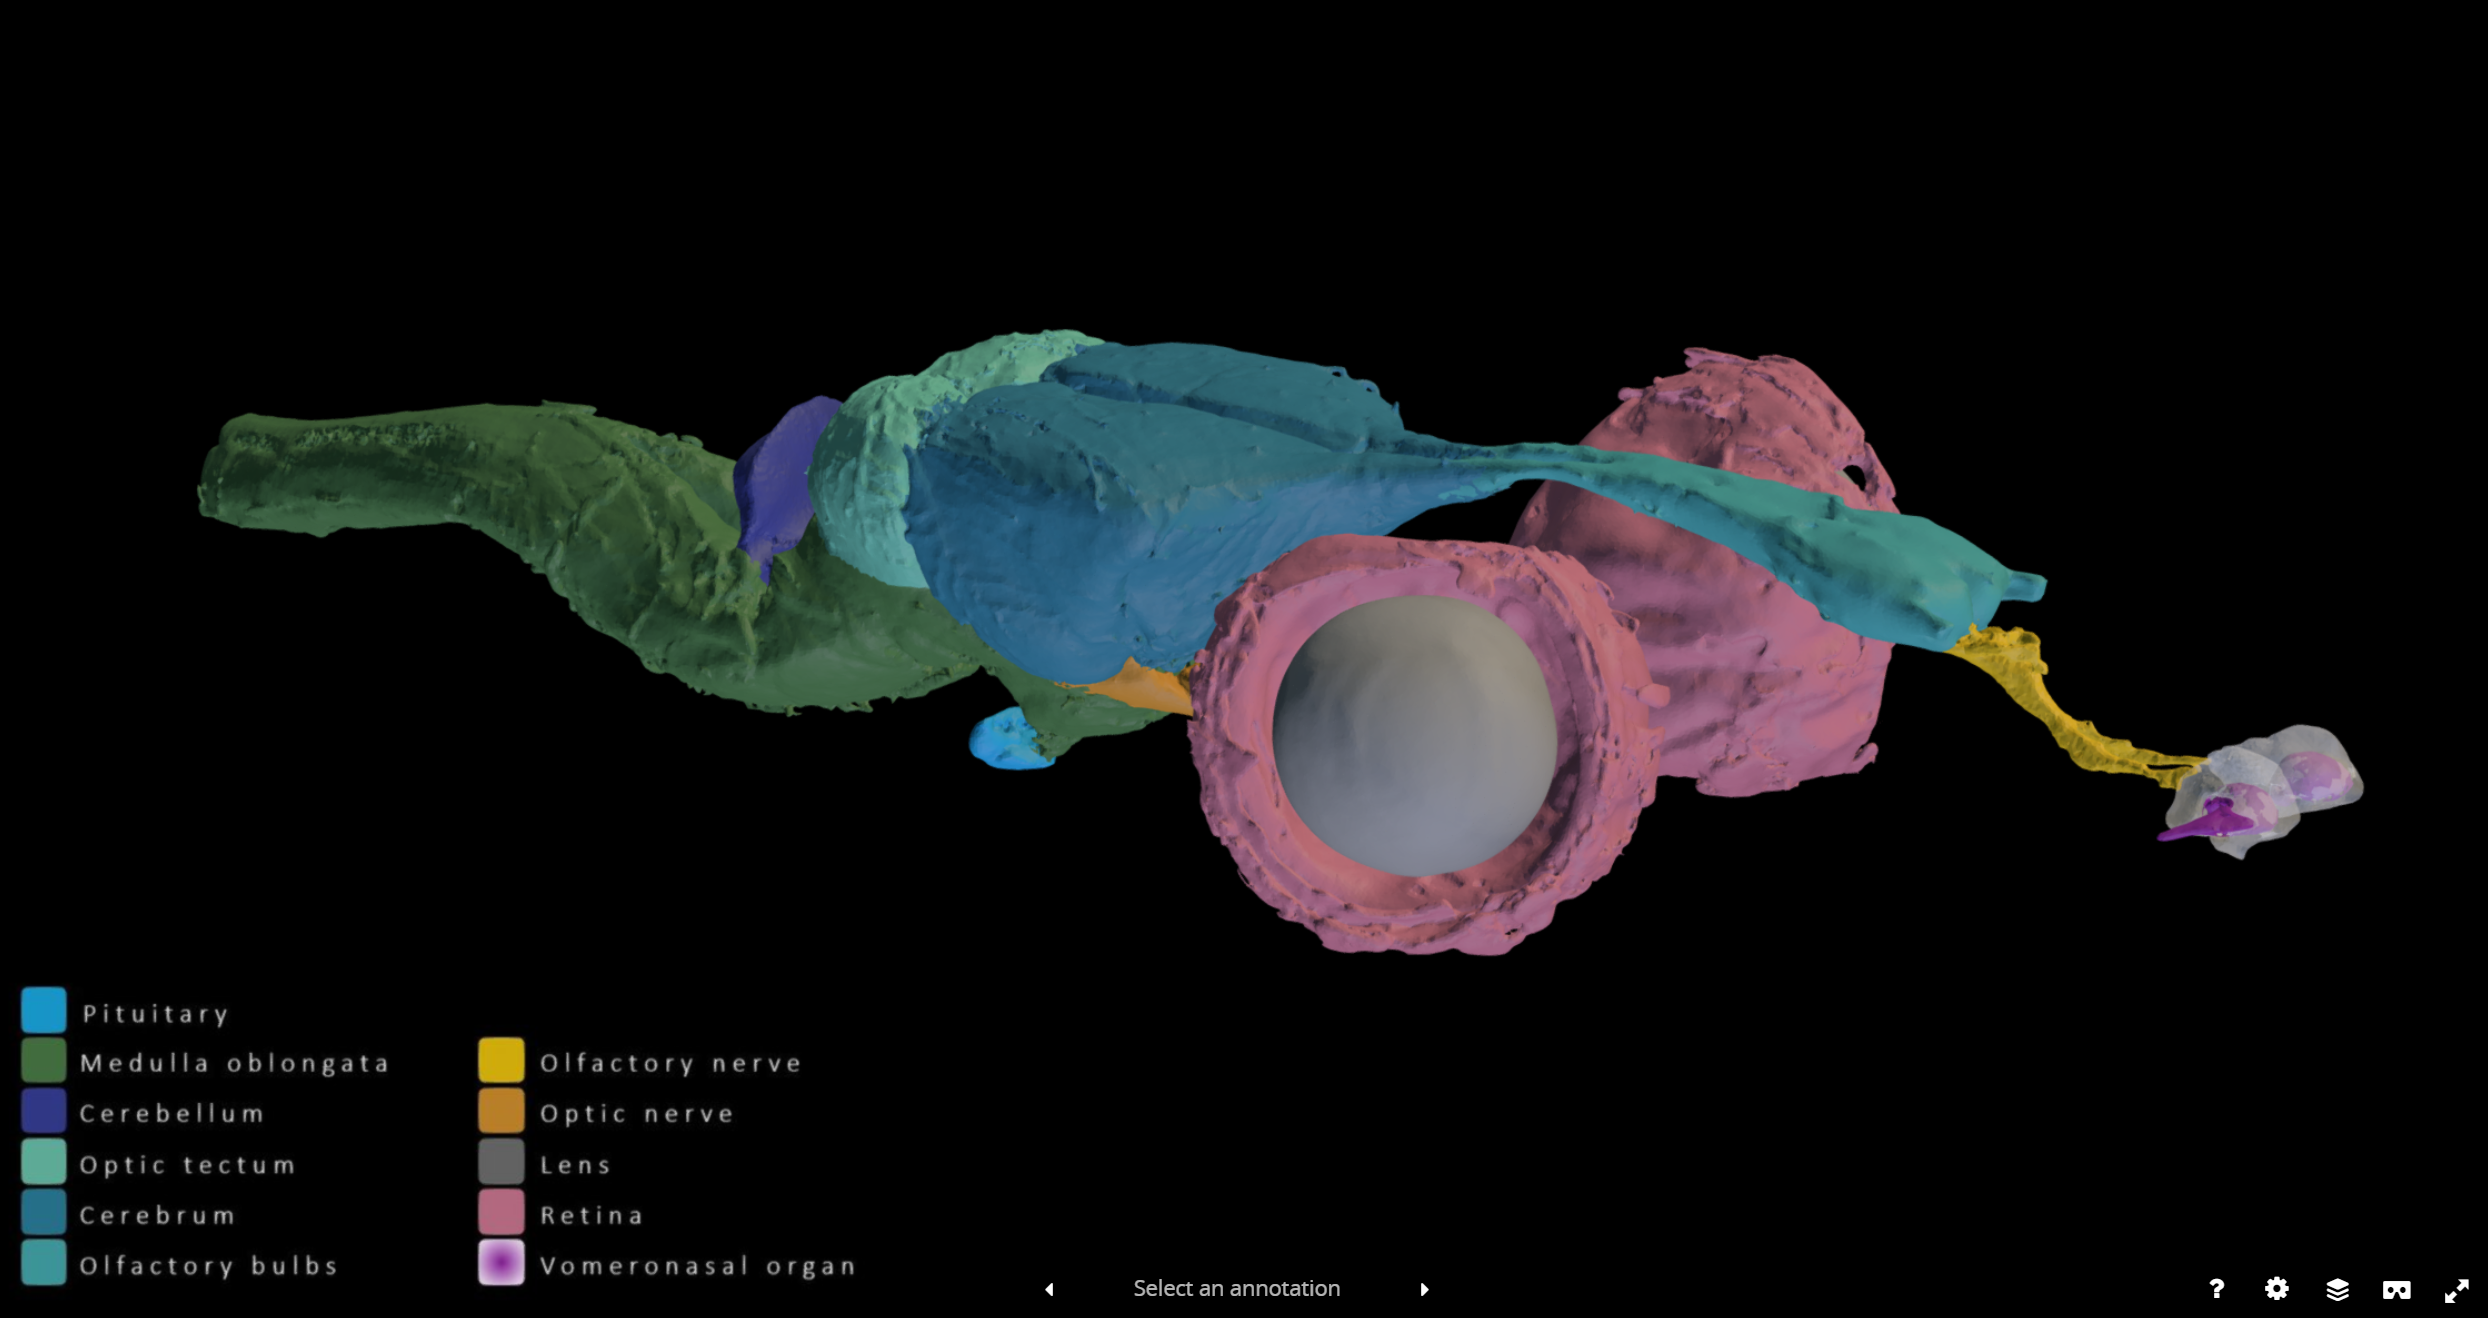 Pituitary
Medulla oblongata
Cerebellum
Optic tectum
Cerebrum
Olfactory bulbs
Olfactory nerve
Optic nerve
Lens
Retina
Vomeronasal organ
Select an annotation
?